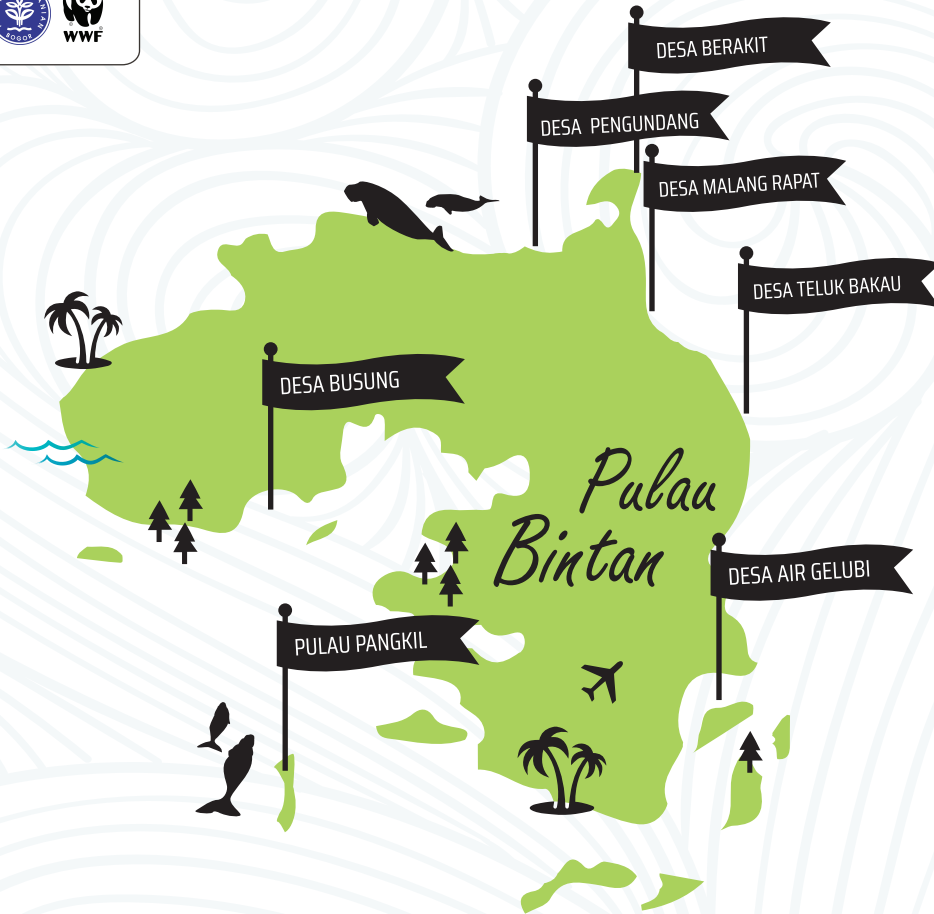 BOGOR
WWF
DESA BERAKIT
DESA PENGUNDANG
DESA MALANG RAPAT
DESA TELUK BAKAU
DESA BUSUNG
Pulau
Bintan
DESA AIR GELUBI
PULAU PANGKIL